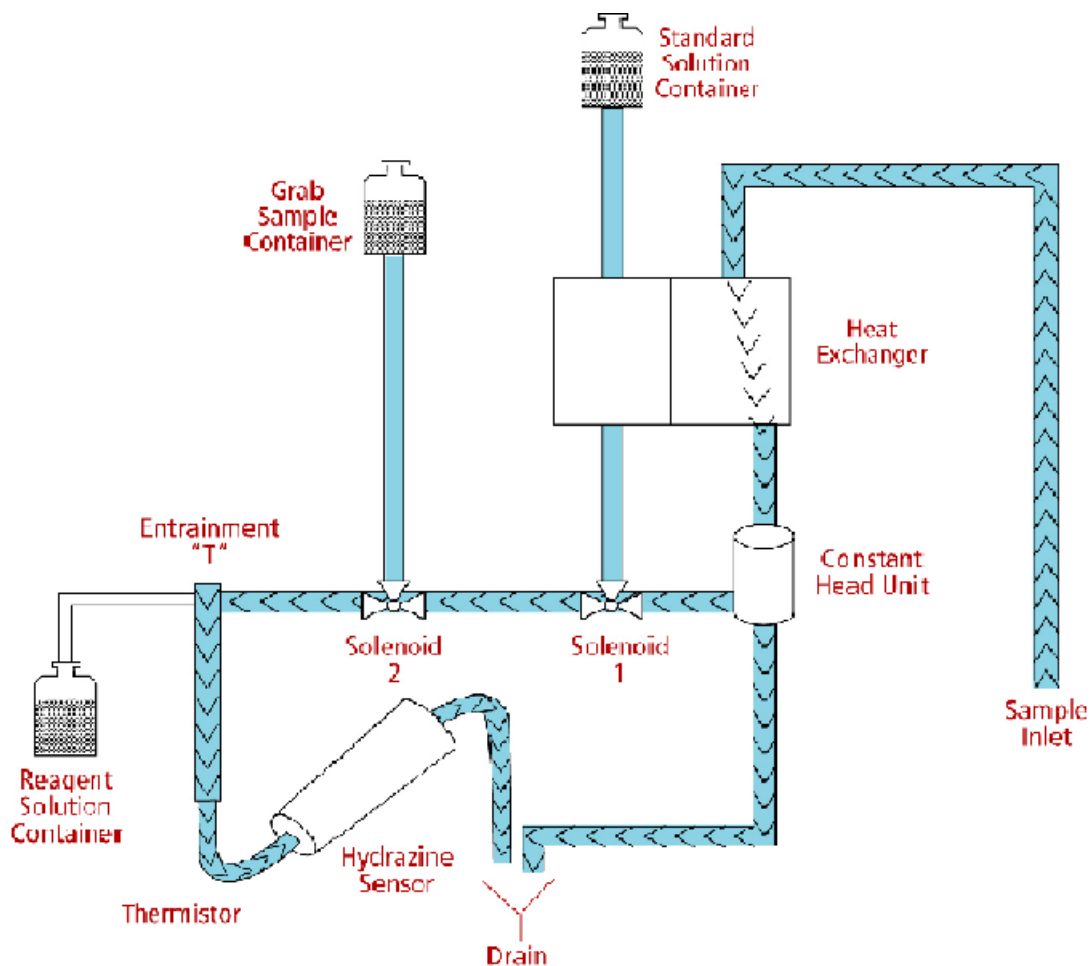 Standard
Solution
Container
Grab
Sample
Container
Heat
Exchanger
Entrainment
"T"
Constant
Head Unit
Solenoid
2
Solenoid
1
Sample
Inlet
Reagent
Solution
Container
Hydrazine
Sensor
Thermistor
Drain